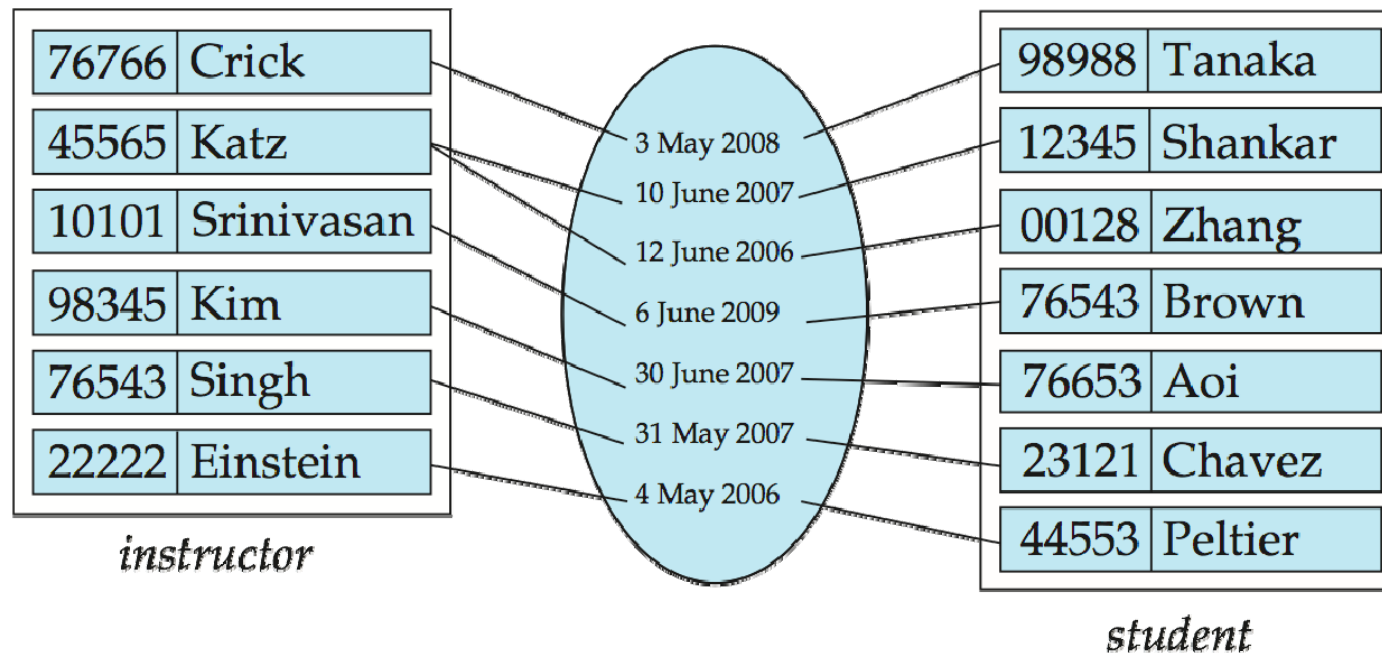 76766 Crick
45565 Katz
10101 Srinivasan
98345 Kim
76543 Singh
22222 Einstein
instructor
3 May 2008
10 June 2007
12 June 2006
6 June 2009
30 June 2007
31 May 2007
4 May 2006
98988 Tanaka
12345 Shankar
00128 Zhang
76543 Brown
76653 Aoi
23121 Chavez
44553 Peltier
student